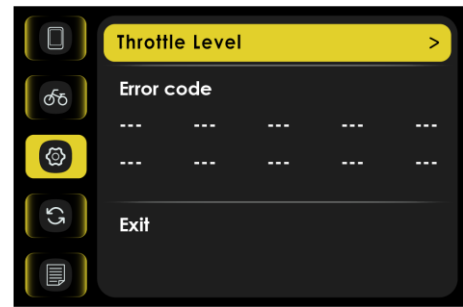 Throttle Level >
Error code
--- --- --- --- ---
--- --- --- --- ---
Exit